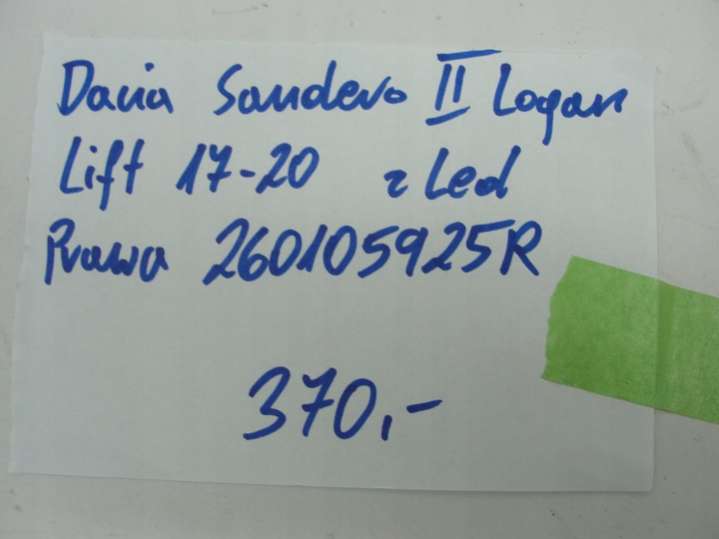 Dacia Sandero II Logan
Lift 17-20 z Led
Prawa 260105925R
370,-